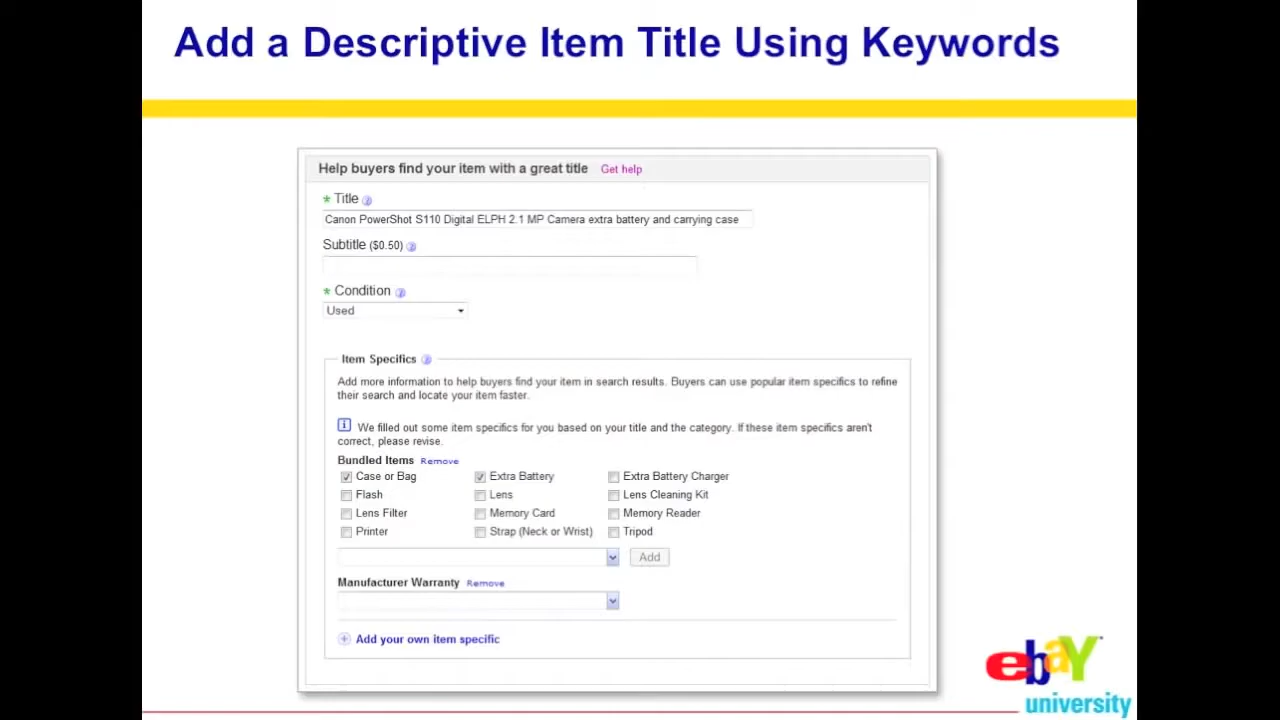 Add a Descriptive Item Title Using Keywords
Help buyers find your item with a great title Get help
* Title
Canon PowerShot S110 Digital ELPH 2.1 MP Camera extra battery and carrying case
Subtitle ($0.50)
* Condition
Used
Item Specifics
Add more information to help buyers find your item in search results. Buyers can use popular item specifics to refine
their search and locate your item faster.
We filled out some item specifics for you based on your title and the category. If these item specifics aren't
correct, please revise.
Bundled Items Remove
Case or Bag Extra Battery Extra Battery Charger
Flash Lens Lens Cleaning Kit
Lens Filter Memory Card Memory Reader
Printer Strap (Neck or Wrist) Tripod
Add
Manufacturer Warranty Remove
Add your own item specific
ebaY
university